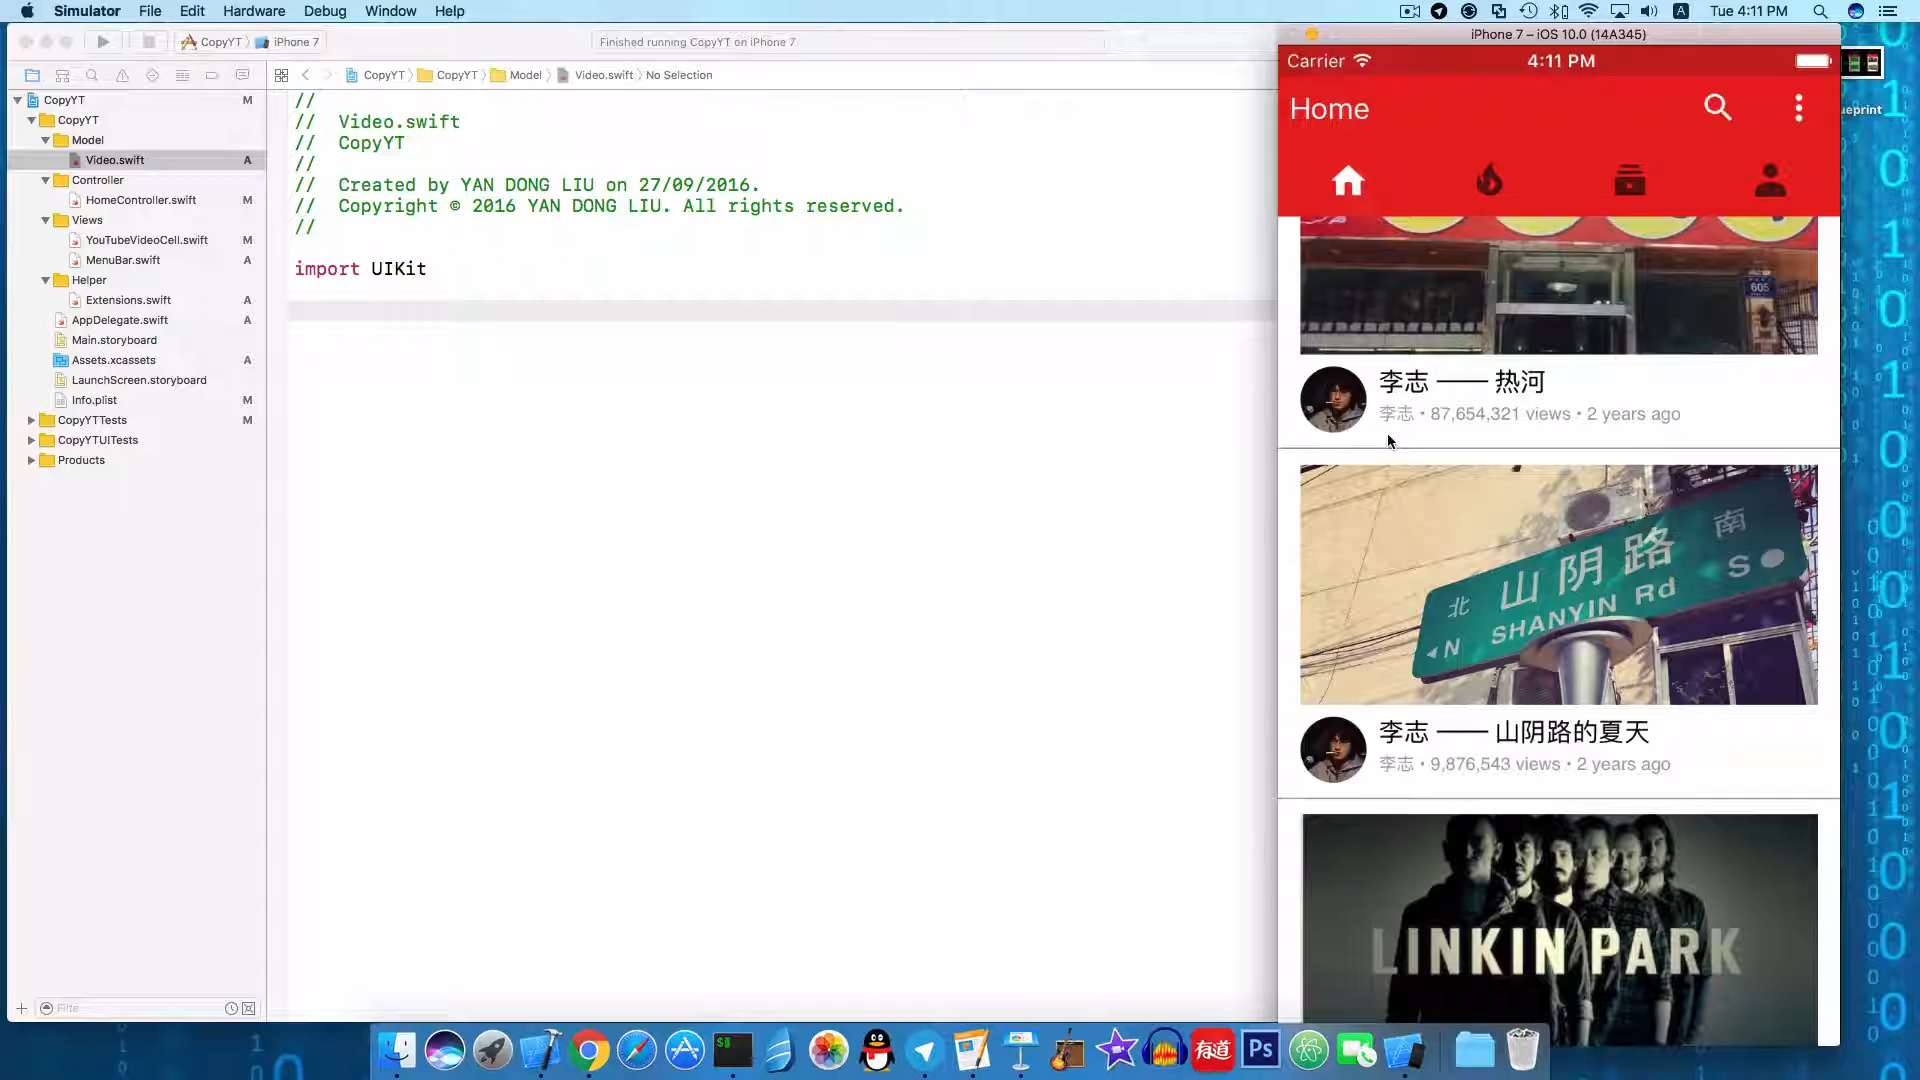 Simulator File Edit Hardware Debug Window Help
Tue 4:11 PM
CopyYT iPhone 7
Finished running CopyYT on iPhone 7
CopyYT CopyYT Model Video.swift No Selection
CopyYT M
CopyYT
Model
Video.swift A
Controller
HomeController.swift M
Views
YouTubeVideoCell.swift M
MenuBar.swift A
Helper
Extensions.swift A
AppDelegate.swift A
Main.storyboard
Assets.xcassets A
LaunchScreen.storyboard
Info.plist M
CopyYTTests M
CopyYTUITests
Products
Filte
//
// Video.swift
// CopyYT
//
// Created by YAN DONG LIU on 27/09/2016.
// Copyright © 2016 YAN DONG LIU. All rights reserved.
//
import UIKit
iPhone 7 – iOS 10.0 (14A345)
Carrier 4:11 PM
Home
605
李志 —— 热河
李志 • 87,654,321 views • 2 years ago
北 山阴路 南
N SHANYIN Rd S
李志 —— 山阴路的夏天
李志 • 9,876,543 views • 2 years ago
LINKIN PARK
ueprint
有道
Ps